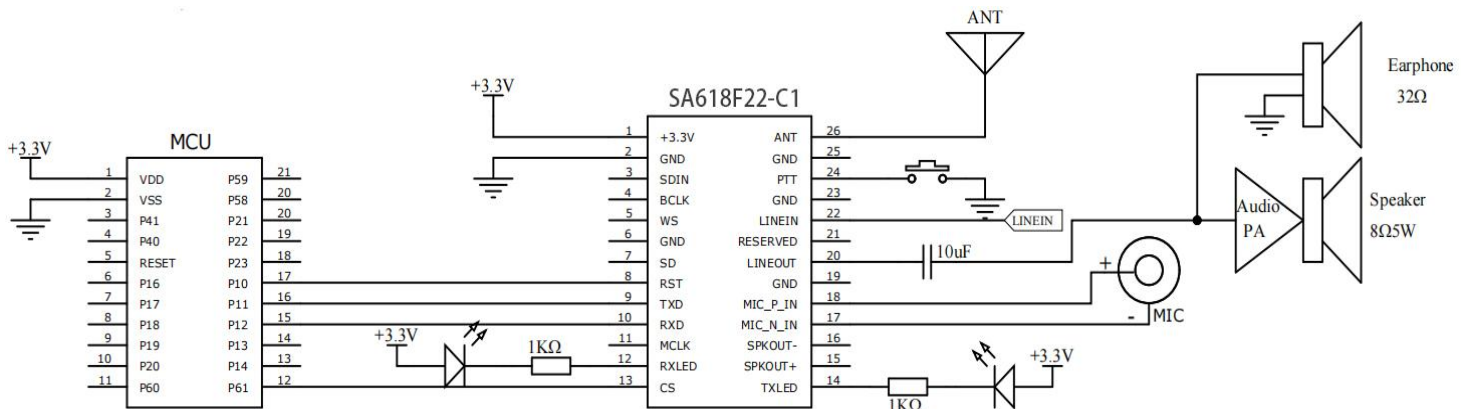 ANT
Earphone
32Ω
+3.3V
SA618F22-C1
MCU
+3.3V
1 VDD P59 21
2 VSS P58 20
3 P41 P21 20
4 P40 P22 19
5 RESET P23 18
6 P16 P10 17
7 P17 P11 16
8 P18 P12 15
9 P19 P13 14
10 P20 P14 13
11 P60 P61 12
1 +3.3V ANT 26
2 GND GND 25
3 SDIN PTT 24
4 BCLK GND 23
5 WS LINEIN 22
6 GND RESERVED 21
7 SD LINEOUT 20
8 RST GND 19
9 TXD MIC_P_IN 18
10 RXD MIC_N_IN 17
11 MCLK SPKOUT- 16
12 RXLED SPKOUT+ 15
13 CS TXLED 14
LINEIN
10uF
Audio
PA
Speaker
8Ω5W
+
-
MIC
+3.3V
1KΩ
+3.3V
1KΩ